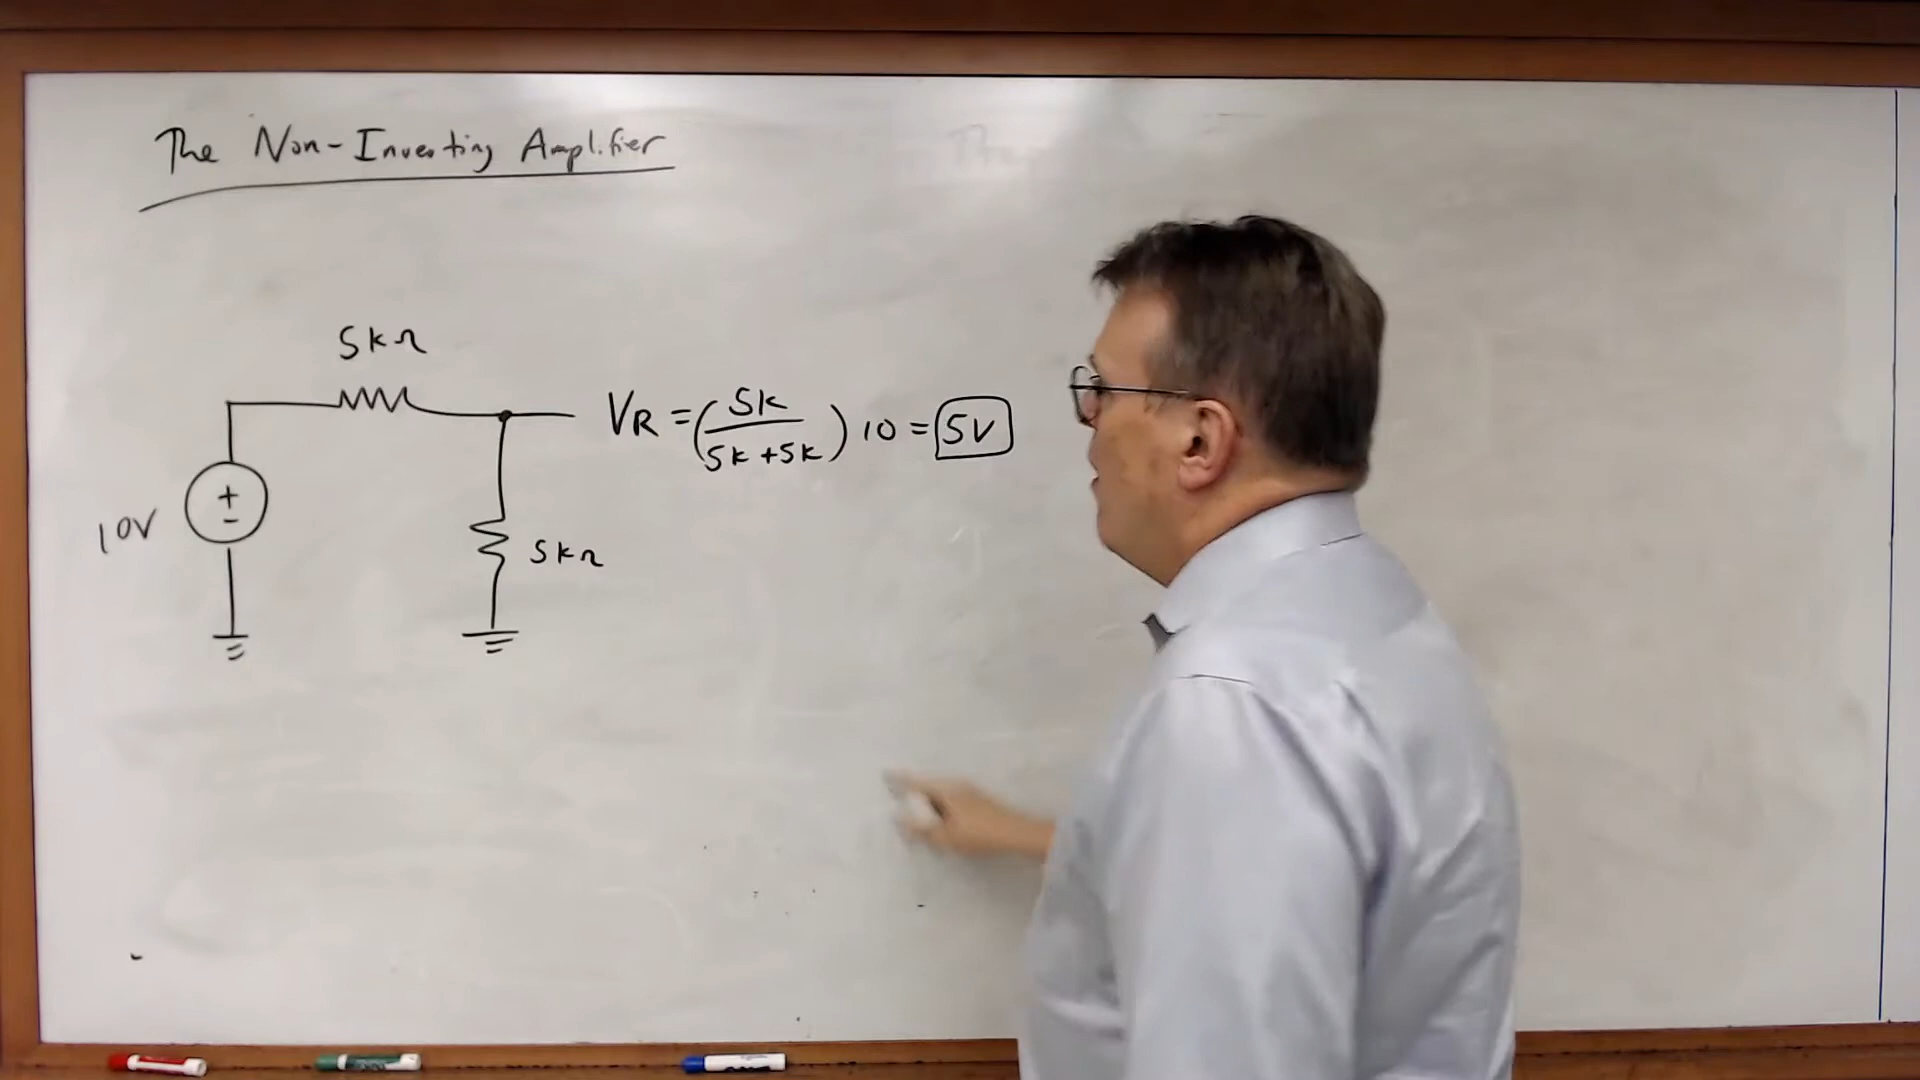 The Non-Inverting Amplifier
5kΩ
VR = (5k / 5k+5k) 10 = 5V
+
-
10V
5kΩ